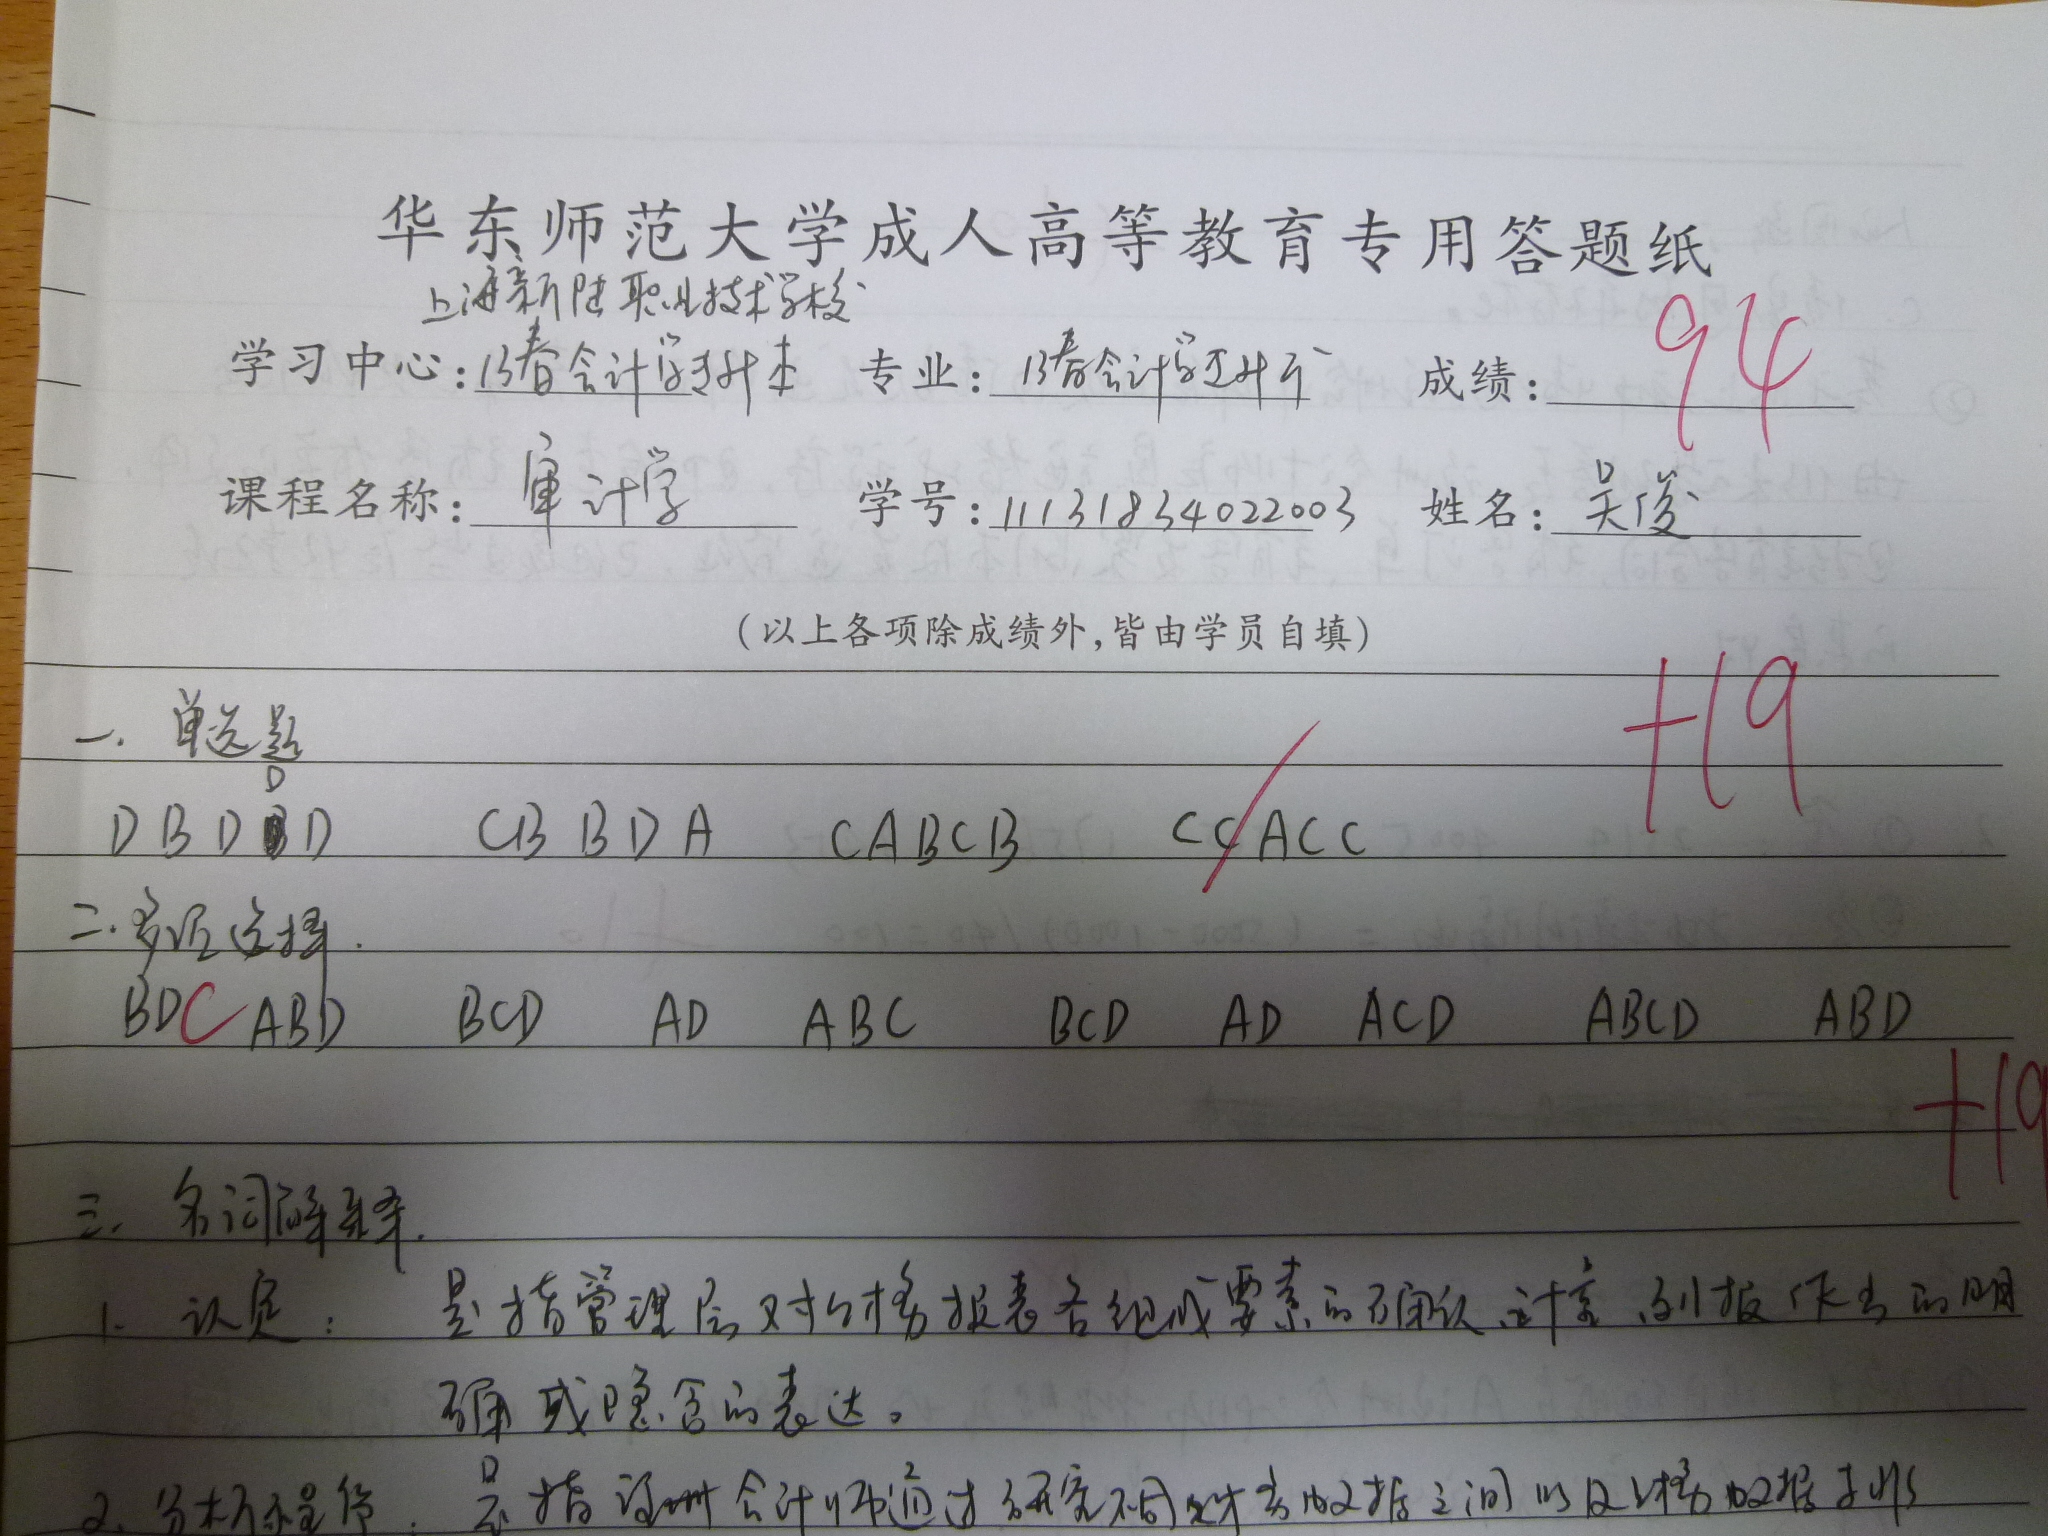 华东师范大学成人高等教育专用答题纸
上海新陆职业技术学校
学习中心:13春会计学专升本 专业:13春会计学专升本 成绩:94
课程名称:审计学 学号:11131834022003 姓名:吴俊
(以上各项除成绩外,皆由学员自填)
+19
一. 单选题
D
D B D B D CB B D A CABCB CCACC
二.多项选择.
BDC ABD BCD AD ABC BCD AD ACD ABCD ABD
+19
三. 名词解释.
1. 认定: 是指管理层对财务报表各组成要素的确认、计量、列报作出的明
确或隐含的表达。
2. 分析程序: 是指注册会计师通过研究不同财务数据之间以及财务数据与非